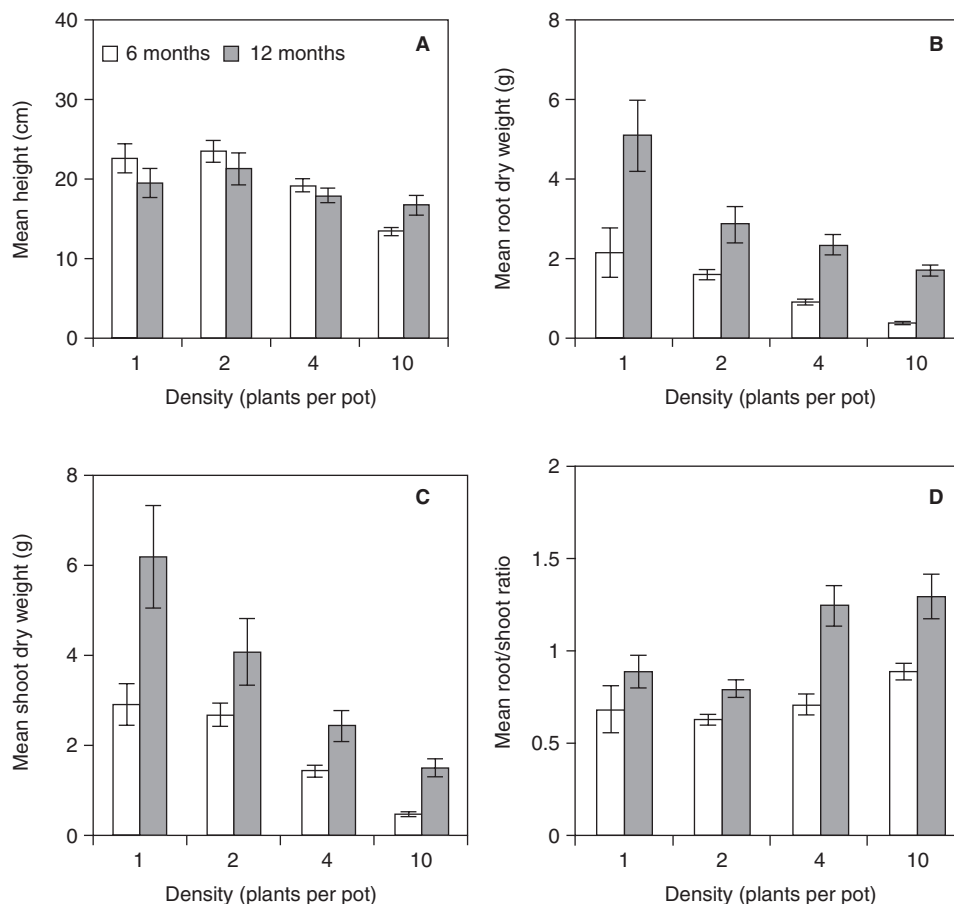 A
6 months 12 months
Mean height (cm)
40
30
20
10
0
1 2 4 10
Density (plants per pot)
B
Mean root dry weight (g)
8
6
4
2
0
1 2 4 10
Density (plants per pot)
C
Mean shoot dry weight (g)
8
6
4
2
0
1 2 4 10
Density (plants per pot)
D
Mean root/shoot ratio
2
1.5
1
0.5
0
1 2 4 10
Density (plants per pot)